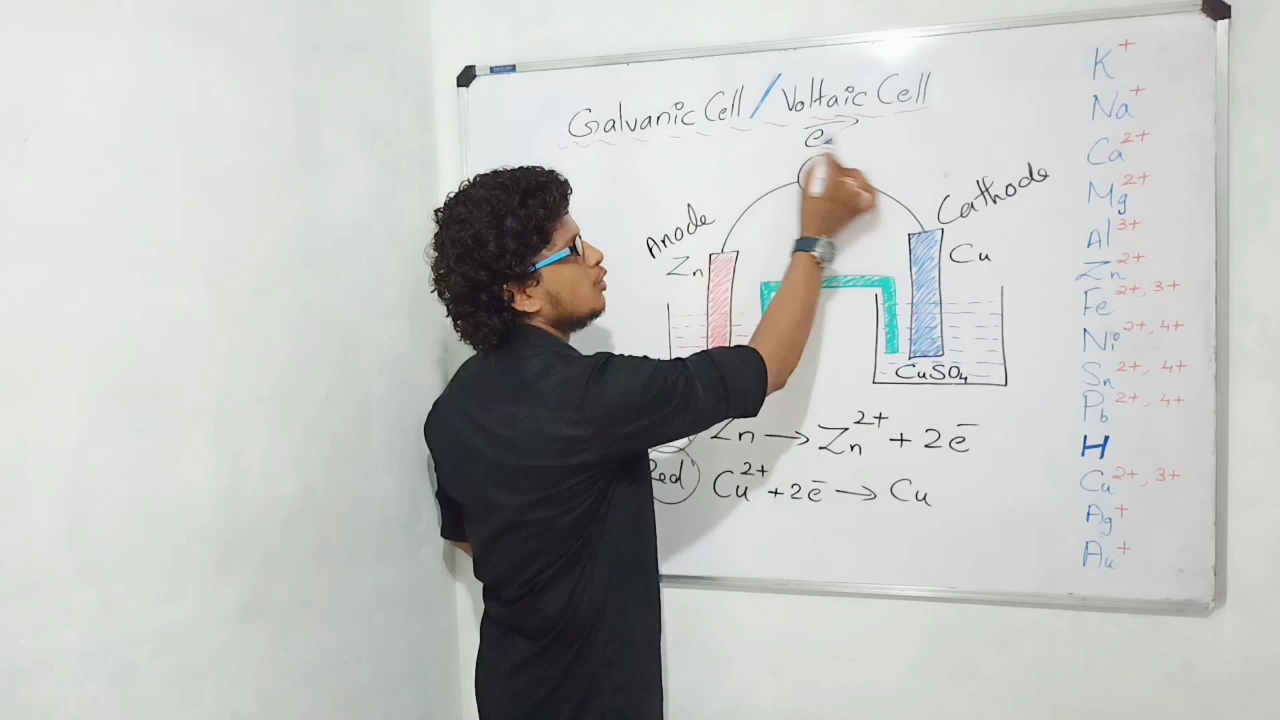 Galvanic Cell / Voltaic Cell
e
Anode
Cathode
Zn
Cu
CuSO₄
Zn → Zn²⁺ + 2e⁻
Red Cu²⁺ + 2e⁻ → Cu
K⁺
Na⁺
Ca²⁺
Mg²⁺
Al³⁺
Zn²⁺
Fe²⁺,³⁺
Ni²⁺,⁴⁺
Sn²⁺,⁴⁺
Pb²⁺,⁴⁺
H
Cu²⁺,³⁺
Ag⁺
Au⁺